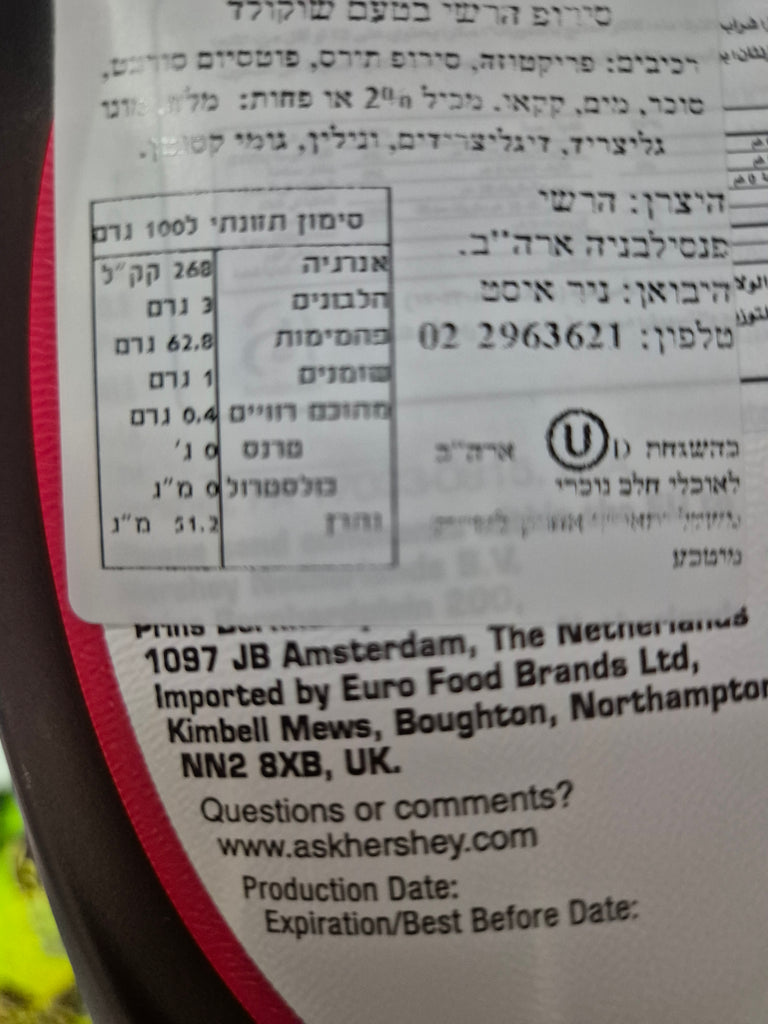 סירופ הרשי בטעם שוקולד
רכיבים: פריקטוזה, סירופ תירס, פוטסיום סורבט,
סוכר, מים, קקאו. מכיל 2% או פחות: מלח, מונו
גליצריד, דיגליצרידים, ונילין, גומי
היצרן: הרשי
פנסילבניה ארה''ב.
היבואן: ניר איסט
טלפון: 02 2963621
בהשגחת U(D ארה''ב
לאוכלי חלב נוכרי
מוטבע
סימון תזונתי ל100 גרם
אנרגיה 268 קק"ל
חלבונים 3 גרם
פחמימות 62,8 גרם
שומנים 1 גרם
מתוכם רוויים 0,4 גרם
טרנס 0 ג'
כולסטרול 0 מ"ג
נתרן 51.2 מ"ג
1097 JB Amsterdam, The Netherlands
Imported by Euro Food Brands Ltd,
Kimbell Mews, Boughton, Northampton
NN2 8XB, UK.
Questions or comments?
www.askhershey.com
Production Date:
Expiration/Best Before Date: